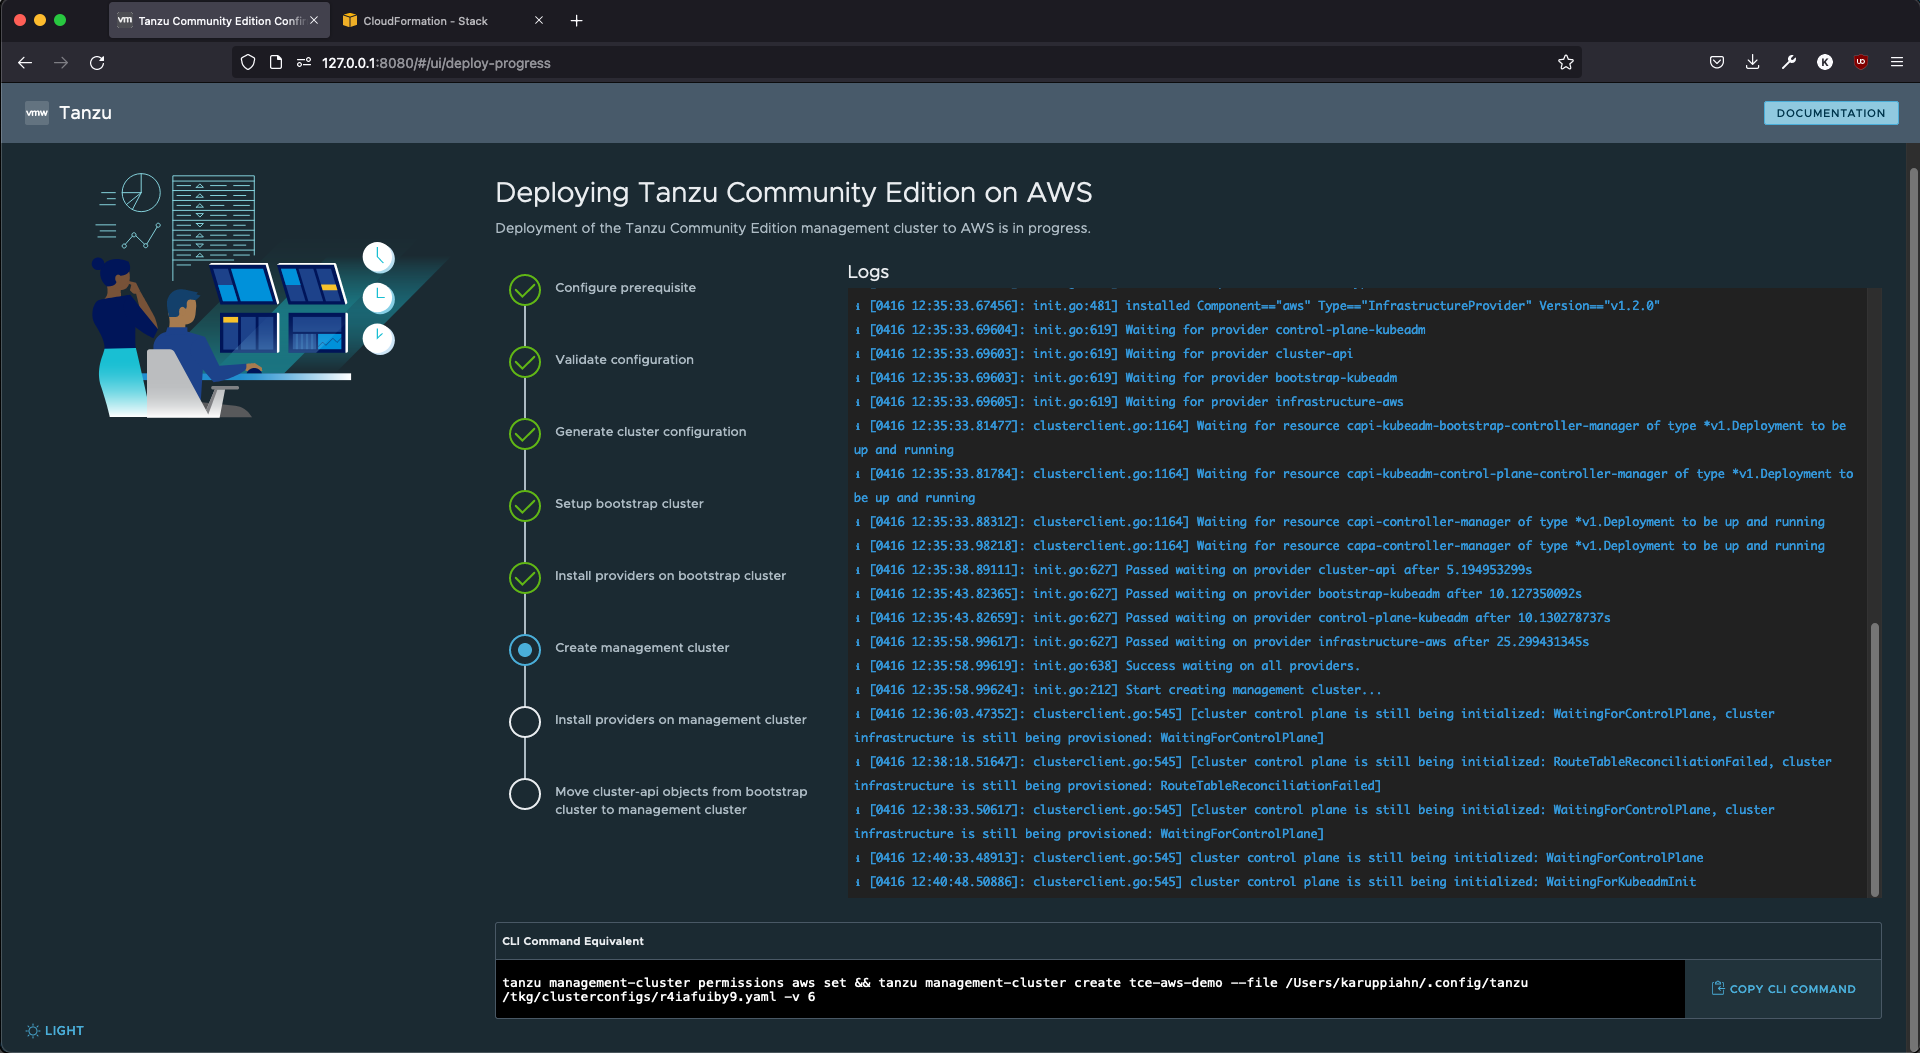 vm Tanzu Community Edition Confi
CloudFormation - Stack
127.0.0.1:8080/#/ui/deploy-progress
K
vmw Tanzu
DOCUMENTATION
Deploying Tanzu Community Edition on AWS
Deployment of the Tanzu Community Edition management cluster to AWS is in progress.
Configure prerequisite
Validate configuration
Generate cluster configuration
Setup bootstrap cluster
Install providers on bootstrap cluster
Create management cluster
Install providers on management cluster
Move cluster-api objects from bootstrap
cluster to management cluster
Logs
ℹ [0416 12:35:33.67456]: init.go:481] installed Component=="aws" Type=="InfrastructureProvider" Version=="v1.2.0"
ℹ [0416 12:35:33.69604]: init.go:619] Waiting for provider control-plane-kubeadm
ℹ [0416 12:35:33.69603]: init.go:619] Waiting for provider cluster-api
ℹ [0416 12:35:33.69603]: init.go:619] Waiting for provider bootstrap-kubeadm
ℹ [0416 12:35:33.69605]: init.go:619] Waiting for provider infrastructure-aws
ℹ [0416 12:35:33.81477]: clusterclient.go:1164] Waiting for resource capi-kubeadm-bootstrap-controller-manager of type *v1.Deployment to be
up and running
ℹ [0416 12:35:33.81784]: clusterclient.go:1164] Waiting for resource capi-kubeadm-control-plane-controller-manager of type *v1.Deployment to
be up and running
ℹ [0416 12:35:33.88312]: clusterclient.go:1164] Waiting for resource capi-controller-manager of type *v1.Deployment to be up and running
ℹ [0416 12:35:33.98218]: clusterclient.go:1164] Waiting for resource capa-controller-manager of type *v1.Deployment to be up and running
ℹ [0416 12:35:38.89111]: init.go:627] Passed waiting on provider cluster-api after 5.194953299s
ℹ [0416 12:35:43.82365]: init.go:627] Passed waiting on provider bootstrap-kubeadm after 10.127350092s
ℹ [0416 12:35:43.82659]: init.go:627] Passed waiting on provider control-plane-kubeadm after 10.130278737s
ℹ [0416 12:35:58.99617]: init.go:627] Passed waiting on provider infrastructure-aws after 25.299431345s
ℹ [0416 12:35:58.99619]: init.go:638] Success waiting on all providers.
ℹ [0416 12:35:58.99624]: init.go:212] Start creating management cluster...
ℹ [0416 12:36:03.47352]: clusterclient.go:545] [cluster control plane is still being initialized: WaitingForControlPlane, cluster
infrastructure is still being provisioned: WaitingForControlPlane]
ℹ [0416 12:38:18.51647]: clusterclient.go:545] [cluster control plane is still being initialized: RouteTableReconciliationFailed, cluster
infrastructure is still being provisioned: RouteTableReconciliationFailed]
ℹ [0416 12:38:33.50617]: clusterclient.go:545] [cluster control plane is still being initialized: WaitingForControlPlane, cluster
infrastructure is still being provisioned: WaitingForControlPlane]
ℹ [0416 12:40:33.48913]: clusterclient.go:545] cluster control plane is still being initialized: WaitingForControlPlane
ℹ [0416 12:40:48.50886]: clusterclient.go:545] cluster control plane is still being initialized: WaitingForKubeadmInit
CLI Command Equivalent
tanzu management-cluster permissions aws set && tanzu management-cluster create tce-aws-demo --file /Users/karuppiahn/.config/tanzu
/tkg/clusterconfigs/r4iafuiby9.yaml -v 6
COPY CLI COMMAND
LIGHT